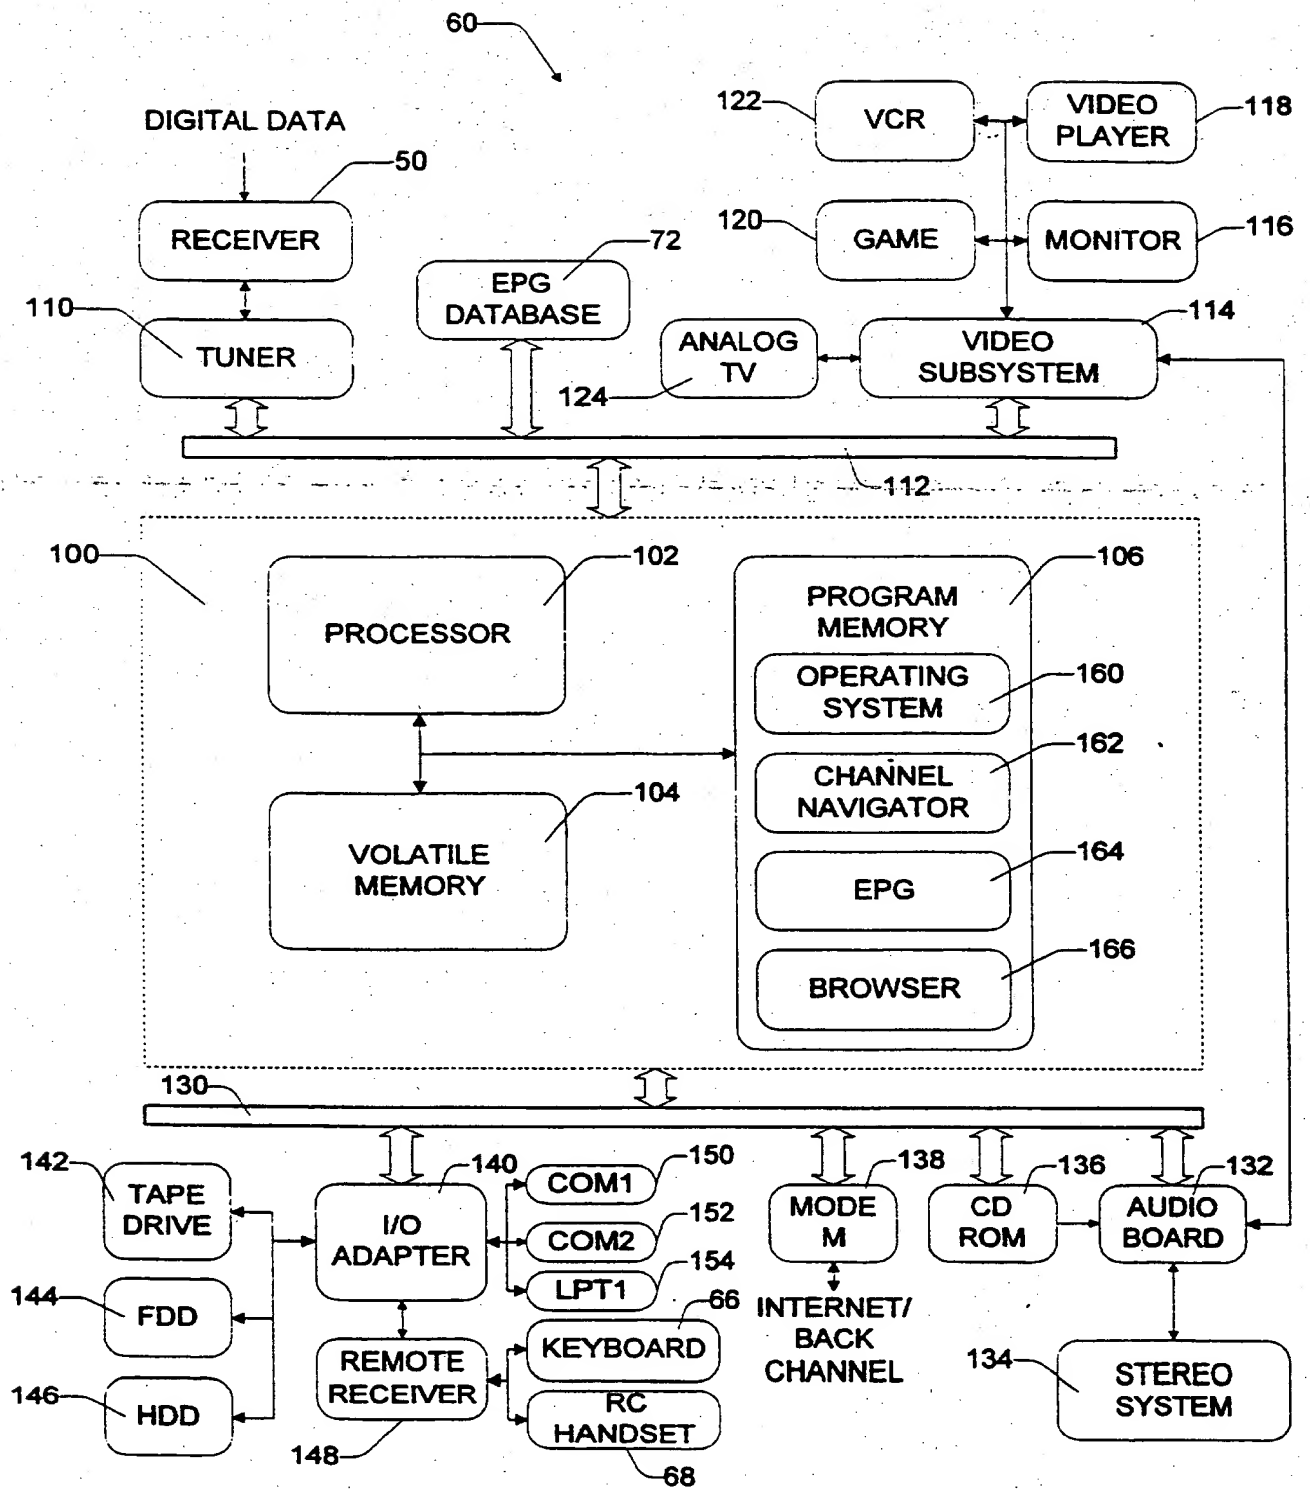 60
DIGITAL DATA
50
RECEIVER
110
TUNER
72
EPG
DATABASE
122
VCR
VIDEO
PLAYER
118
120
GAME
MONITOR
116
114
ANALOG
TV
124
VIDEO
SUBSYSTEM
112
100
102
PROCESSOR
104
VOLATILE
MEMORY
106
PROGRAM
MEMORY
OPERATING
SYSTEM
160
162
CHANNEL
NAVIGATOR
164
EPG
166
BROWSER
130
142
TAPE
DRIVE
144
FDD
146
HDD
140
I/O
ADAPTER
150
COM1
152
COM2
154
LPT1
REMOTE
RECEIVER
148
66
KEYBOARD
RC
HANDSET
68
138
MODE
M
INTERNET/
BACK
CHANNEL
136
CD
ROM
132
AUDIO
BOARD
134
STEREO
SYSTEM